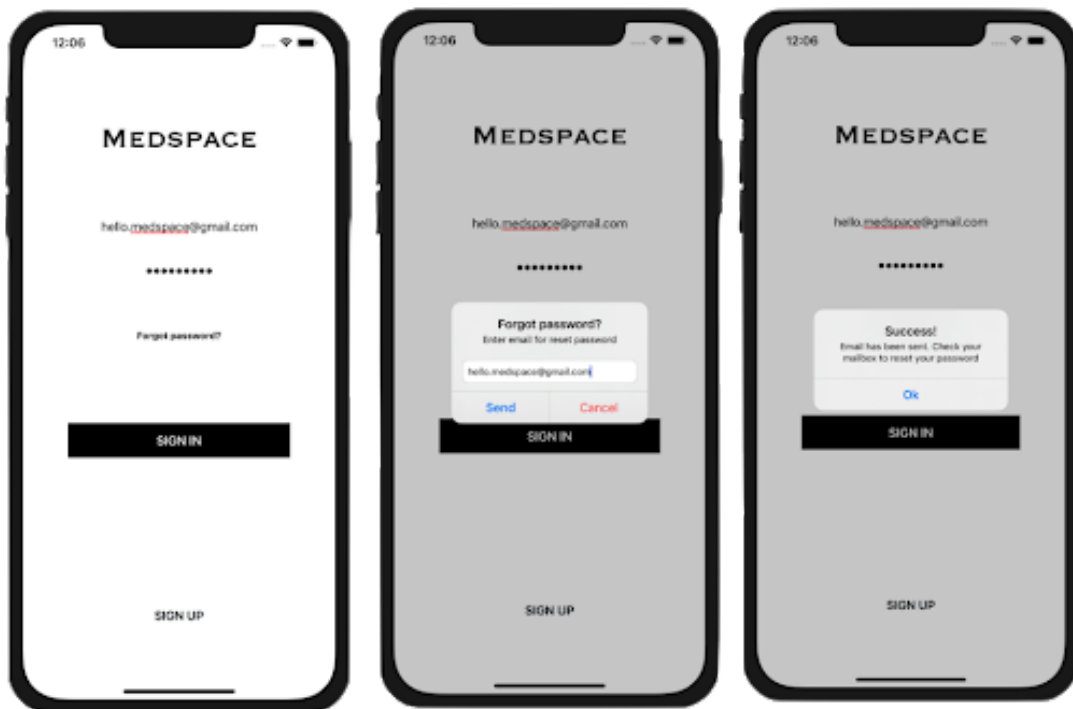 12:06
MEDSPACE
hello.medspace@gmail.com
•••••••••
Forgot password?
SIGN IN
SIGN UP
12:06
MEDSPACE
hello.medspace@gmail.com
•••••••••
Forgot password?
Enter email for reset password
hello.medspace@gmail.com
Send Cancel
SIGN IN
SIGN UP
12:06
MEDSPACE
hello.medspace@gmail.com
•••••••••
Success!
Email has been sent. Check your
mailbox to reset your password
Ok
SIGN IN
SIGN UP